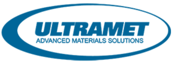 ULTRAMET
ADVANCED MATERIALS SOLUTIONS